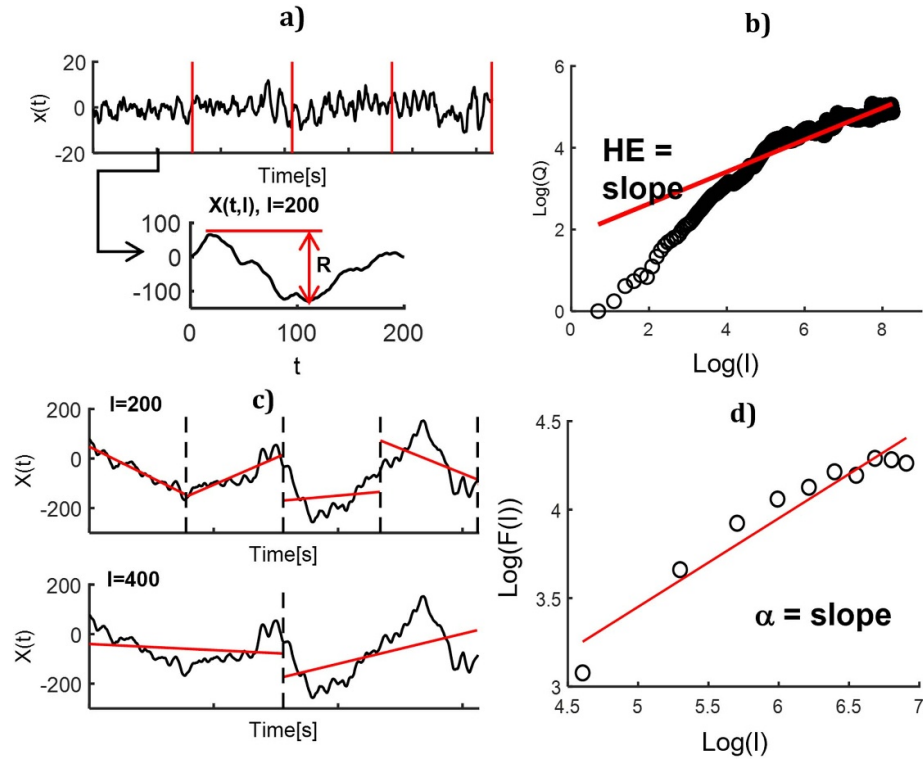 a)
20
0
-20
x(t)
Time[s]
X(t,l), l=200
100
0
-100
R
0
100
200
t
b)
6
4
2
0
Log(Q)
HE =
slope
0
2
4
6
8
Log(l)
c)
l=200
200
0
-200
X(t)
Time[s]
l=400
200
0
-200
X(t)
Time[s]
d)
4.5
4
3.5
3
Log(F(l))
α = slope
4.5
5
5.5
6
6.5
7
Log(l)